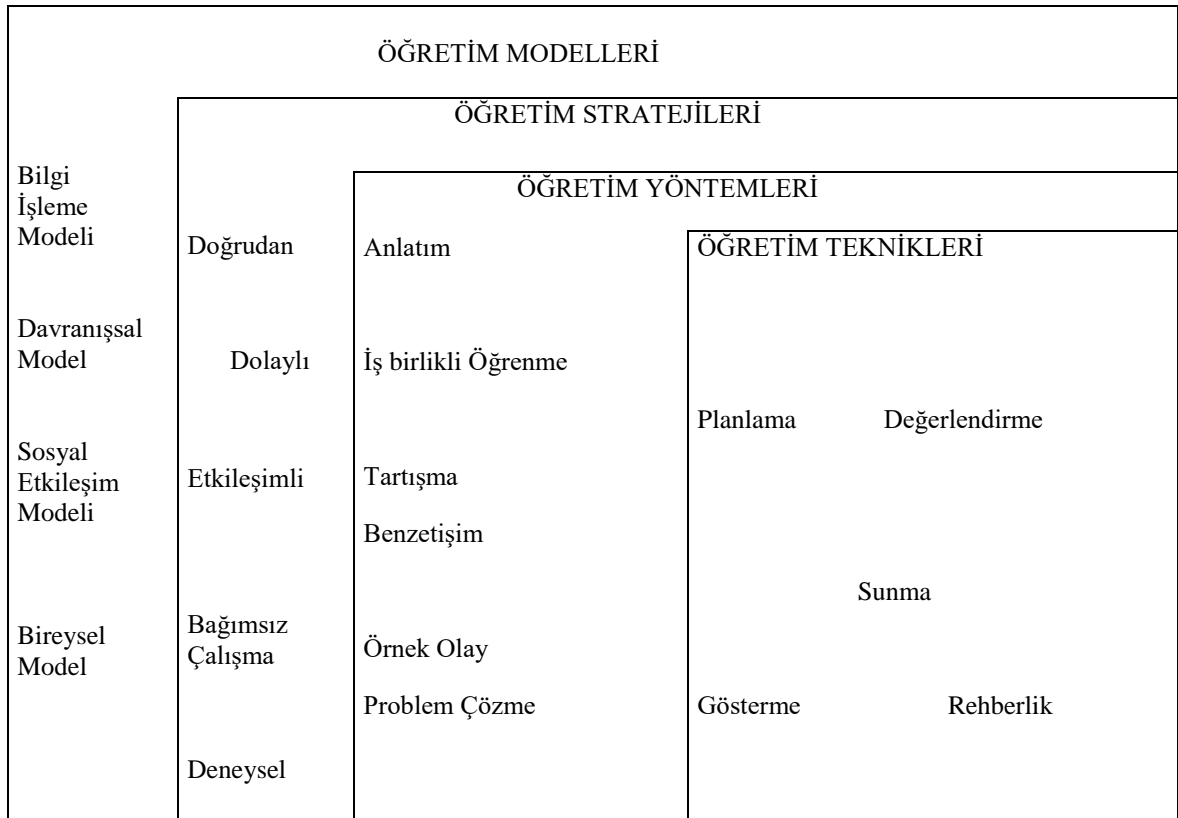 ÖĞRETİM MODELLERİ
ÖĞRETİM STRATEJİLERİ
ÖĞRETİM YÖNTEMLERİ
ÖĞRETİM TEKNİKLERİ
Bilgi
İşleme
Modeli
Davranışsal
Model
Sosyal
Etkileşim
Modeli
Bireysel
Model
Doğrudan
Dolaylı
Etkileşimli
Bağımsız
Çalışma
Deneysel
Anlatım
İş birlikli Öğrenme
Tartışma
Benzetişim
Örnek Olay
Problem Çözme
Planlama Değerlendirme
Sunma
Gösterme Rehberlik